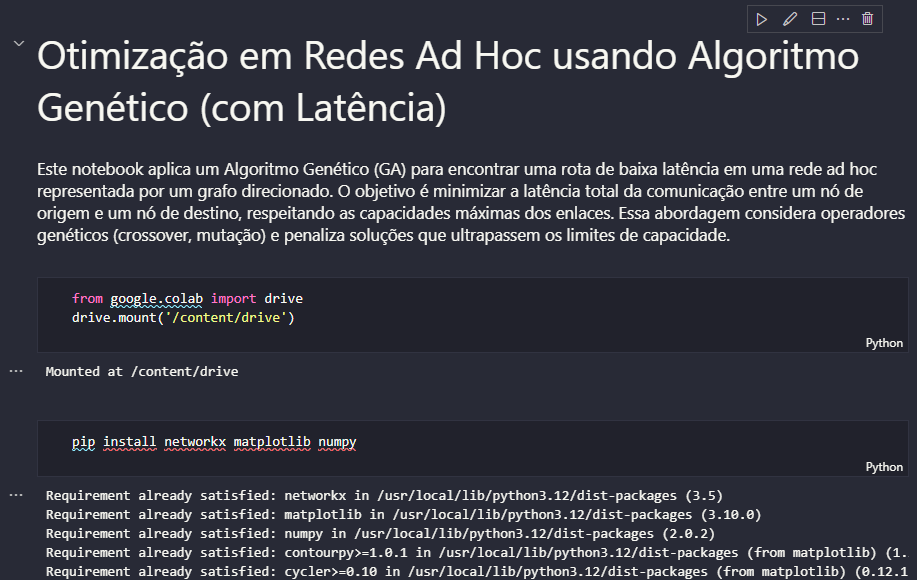 Otimização em Redes Ad Hoc usando Algoritmo
Genético (com Latência)
Este notebook aplica um Algoritmo Genético (GA) para encontrar uma rota de baixa latência em uma rede ad hoc
representada por um grafo direcionado. O objetivo é minimizar a latência total da comunicação entre um nó de
origem e um nó de destino, respeitando as capacidades máximas dos enlaces. Essa abordagem considera operadores
genéticos (crossover, mutação) e penaliza soluções que ultrapassem os limites de capacidade.
from google.colab import drive
drive.mount('/content/drive')
Python
Mounted at /content/drive
pip install networkx matplotlib numpy
Python
Requirement already satisfied: networkx in /usr/local/lib/python3.12/dist-packages (3.5)
Requirement already satisfied: matplotlib in /usr/local/lib/python3.12/dist-packages (3.10.0)
Requirement already satisfied: numpy in /usr/local/lib/python3.12/dist-packages (2.0.2)
Requirement already satisfied: contourpy>=1.0.1 in /usr/local/lib/python3.12/dist-packages (from matplotlib) (1.
Requirement already satisfied: cycler>=0.10 in /usr/local/lib/python3.12/dist-packages (from matplotlib) (0.12.1